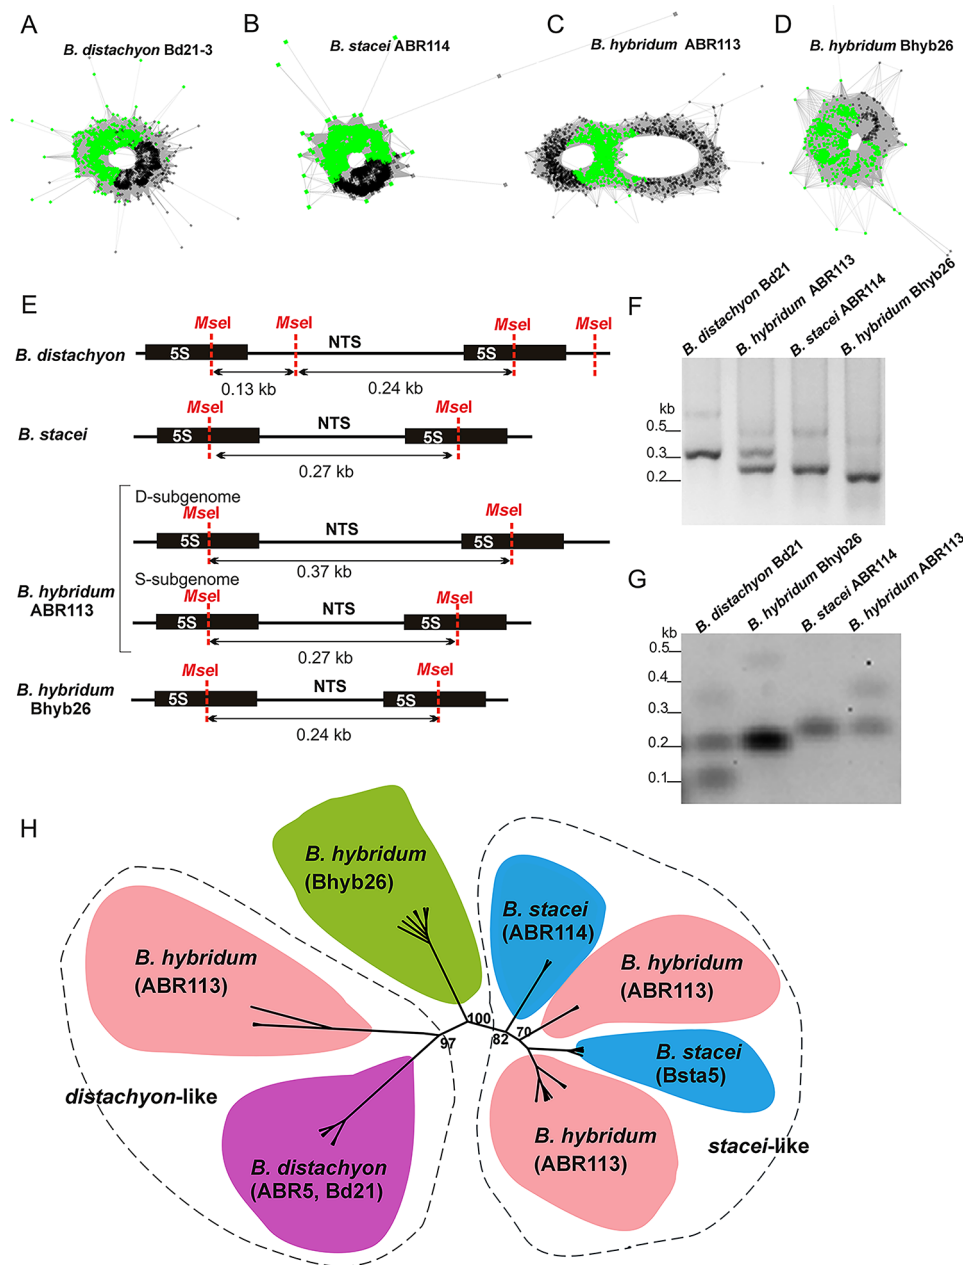 A
B. distachyon Bd21-3
B
B. stacei ABR114
C
B. hybridum ABR113
D
B. hybridum Bhyb26
E
MseI
MseI
NTS
MseI
B. distachyon
5S
5S
0.13 kb
0.24 kb
MseI
MseI
NTS
B. stacei
5S
5S
0.27 kb
D-subgenome
MseI
MseI
NTS
5S
5S
0.37 kb
B. hybridum
ABR113
S-subgenome
MseI
NTS
MseI
5S
5S
0.27 kb
B. hybridum
Bhyb26
MseI
NTS
MseI
5S
5S
0.24 kb
F
B. distachyon Bd21
B. hybridum ABR113
B. stacei ABR114
B. hybridum Bhyb26
kb
0.5
0.3
0.2
G
B. distachyon Bd21
B. hybridum Bhyb26
B. stacei ABR114
B. hybridum ABR113
kb
0.5
0.4
0.3
0.2
0.1
H
B. hybridum
(Bhyb26)
B. stacei
(ABR114)
B. hybridum
(ABR113)
B. hybridum
(ABR113)
100
97
82
70
B. stacei
(Bsta5)
distachyon-like
B. hybridum
(ABR113)
stacei-like
B. distachyon
(ABR5, Bd21)